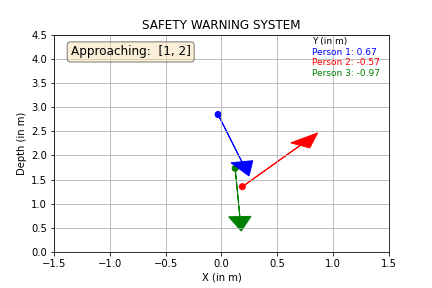 SAFETY WARNING SYSTEM
Approaching: [1, 2]
Y (in m)
Person 1: 0.67
Person 2: -0.57
Person 3: -0.97
Depth (in m)
4.5
4.0
3.5
3.0
2.5
2.0
1.5
1.0
0.5
0.0
−1.5 −1.0 −0.5 0.0 0.5 1.0 1.5
X (in m)